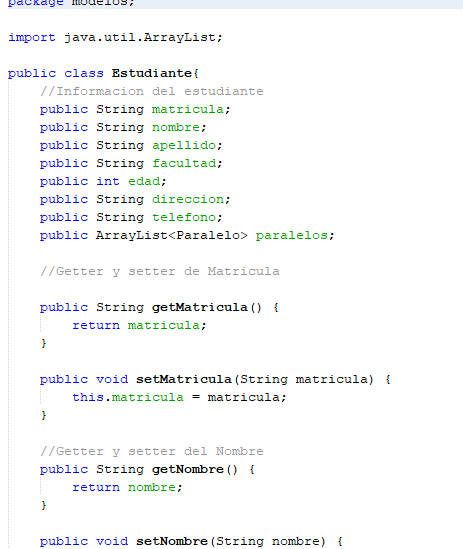 package modelos;
import java.util.ArrayList;
public class Estudiante{
//Informacion del estudiante
public String matricula;
public String nombre;
public String apellido;
public String facultad;
public int edad;
public String direccion;
public String telefono;
public ArrayList<Paralelo> paralelos;
//Getter y setter de Matricula
public String getMatricula() {
return matricula;
}
public void setMatricula(String matricula) {
this.matricula = matricula;
}
//Getter y setter del Nombre
public String getNombre() {
return nombre;
}
public void setNombre(String nombre) {